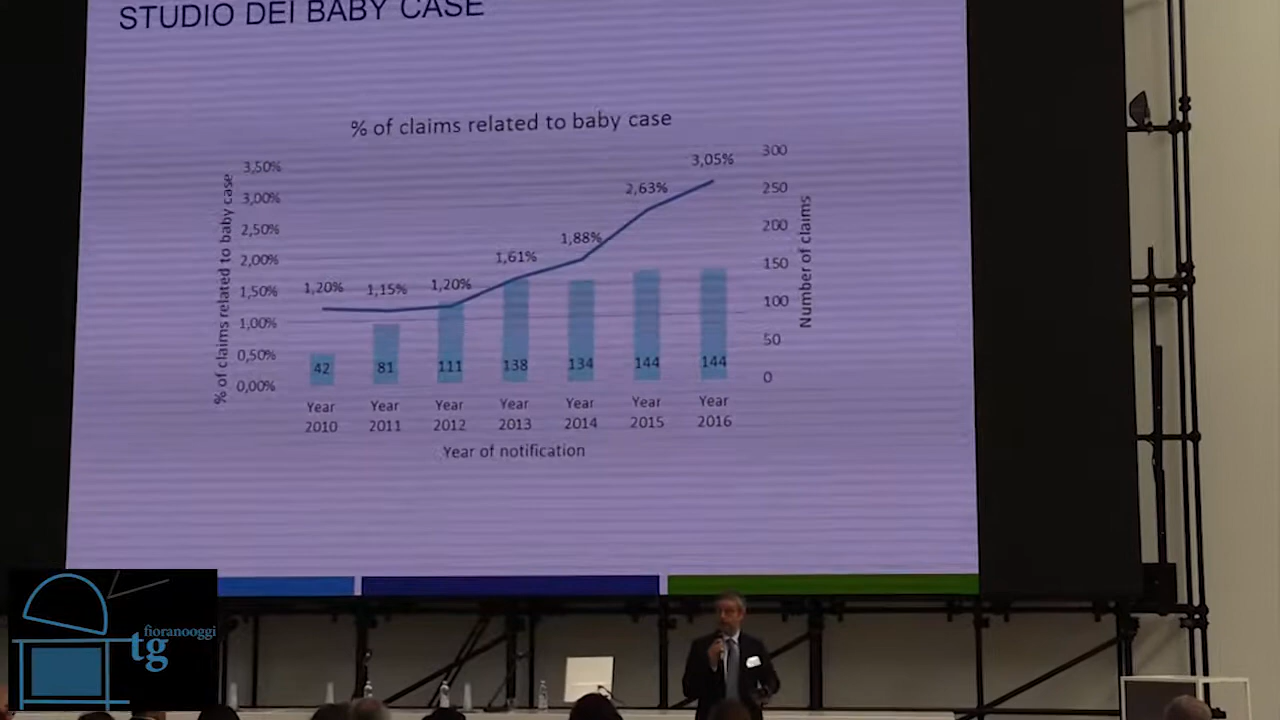 STUDIO DEI BABY CASE
% of claims related to baby case
3,50%
3,00%
2,50%
2,00%
1,50%
1,00%
0,50%
0,00%
% of claims related to baby case
300
250
200
150
100
50
0
Number of claims
1,20%
1,15%
1,20%
1,61%
1,88%
2,63%
3,05%
42
81
111
138
134
144
144
Year 2010
Year 2011
Year 2012
Year 2013
Year 2014
Year 2015
Year 2016
Year of notification
fioranooggi
tg